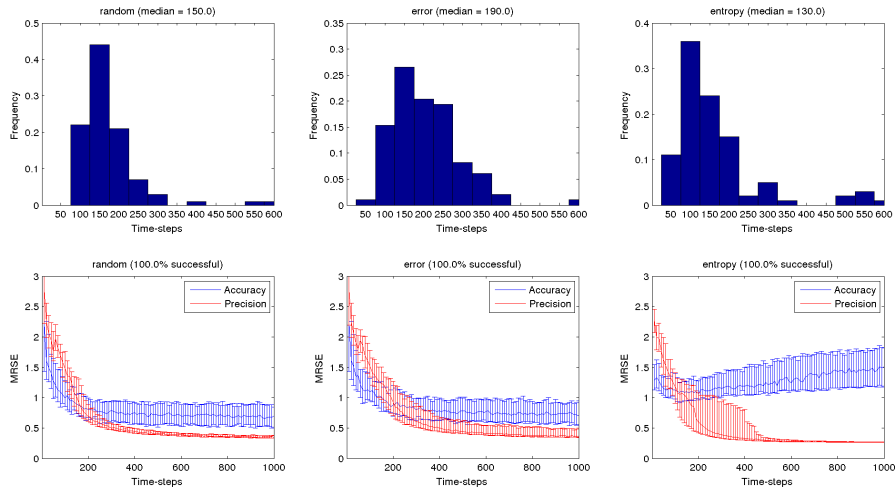 random (median = 150.0)
0.5
0.4
0.3
0.2
0.1
0
Frequency
50 100 150 200 250 300 350 400 450 500 550 600
Time-steps
error (median = 190.0)
0.35
0.3
0.25
0.2
0.15
0.1
0.05
0
Frequency
50 100 150 200 250 300 350 400 450 500 550 600
Time-steps
entropy (median = 130.0)
0.4
0.3
0.2
0.1
0
Frequency
50 100 150 200 250 300 350 400 450 500 550 600
Time-steps
random (100.0% successful)
3
2.5
2
1.5
1
0.5
0
MRSE
Accuracy
Precision
200 400 600 800 1000
Time-steps
error (100.0% successful)
3
2.5
2
1.5
1
0.5
0
MRSE
Accuracy
Precision
200 400 600 800 1000
Time-steps
entropy (100.0% successful)
3
2.5
2
1.5
1
0.5
0
MRSE
Accuracy
Precision
200 400 600 800 1000
Time-steps